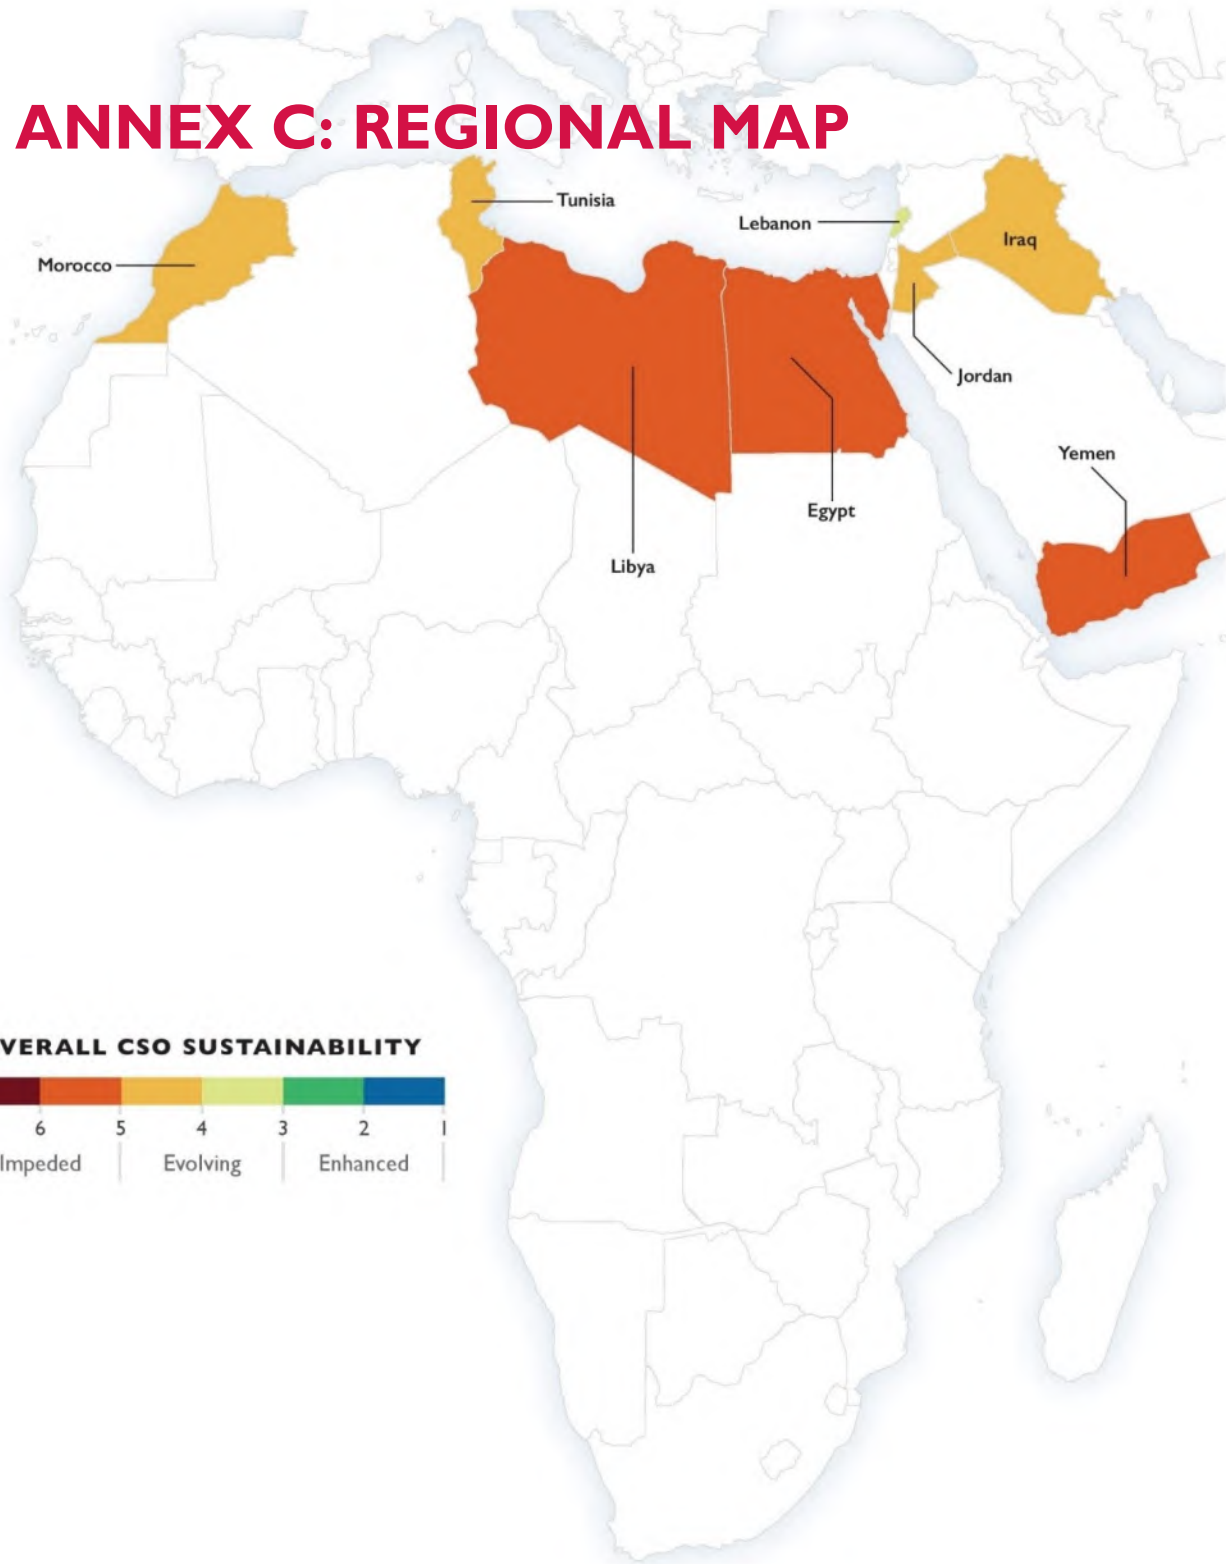 ANNEX C: REGIONAL MAP
Tunisia
Lebanon
Iraq
Morocco
Jordan
Yemen
Egypt
Libya
VERALL CSO SUSTAINABILITY
6 5 4 3 2 1
Impeded Evolving Enhanced